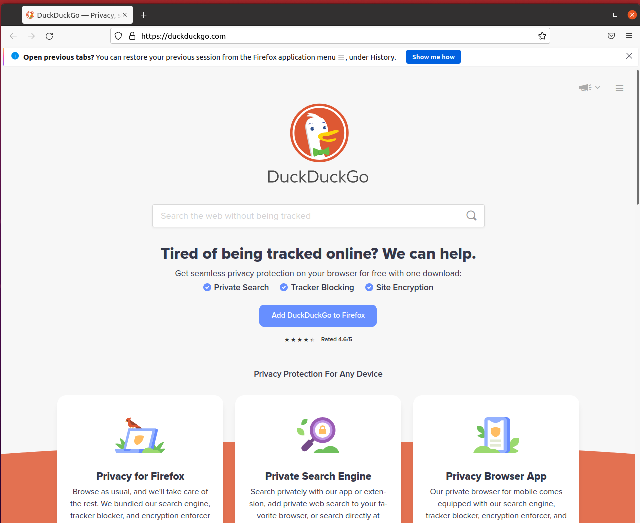 DuckDuckGo — Privacy, s
https://duckduckgo.com
Open previous tabs? You can restore your previous session from the Firefox application menu ☰, under History. Show me how
DuckDuckGo
Search the web without being tracked
Tired of being tracked online? We can help.
Get seamless privacy protection on your browser for free with one download:
Private Search Tracker Blocking Site Encryption
Add DuckDuckGo to Firefox
Rated 4.6/5
Privacy Protection For Any Device
Privacy for Firefox
Browse as usual, and we'll take care of
the rest. We bundled our search engine,
tracker blocker, and encryption enforcer
Private Search Engine
Search privately with our app or exten-
sion, add private web search to your fa-
vorite browser, or search directly at
Privacy Browser App
Our private browser for mobile comes
equipped with our search engine,
tracker blocker, encryption enforcer, and